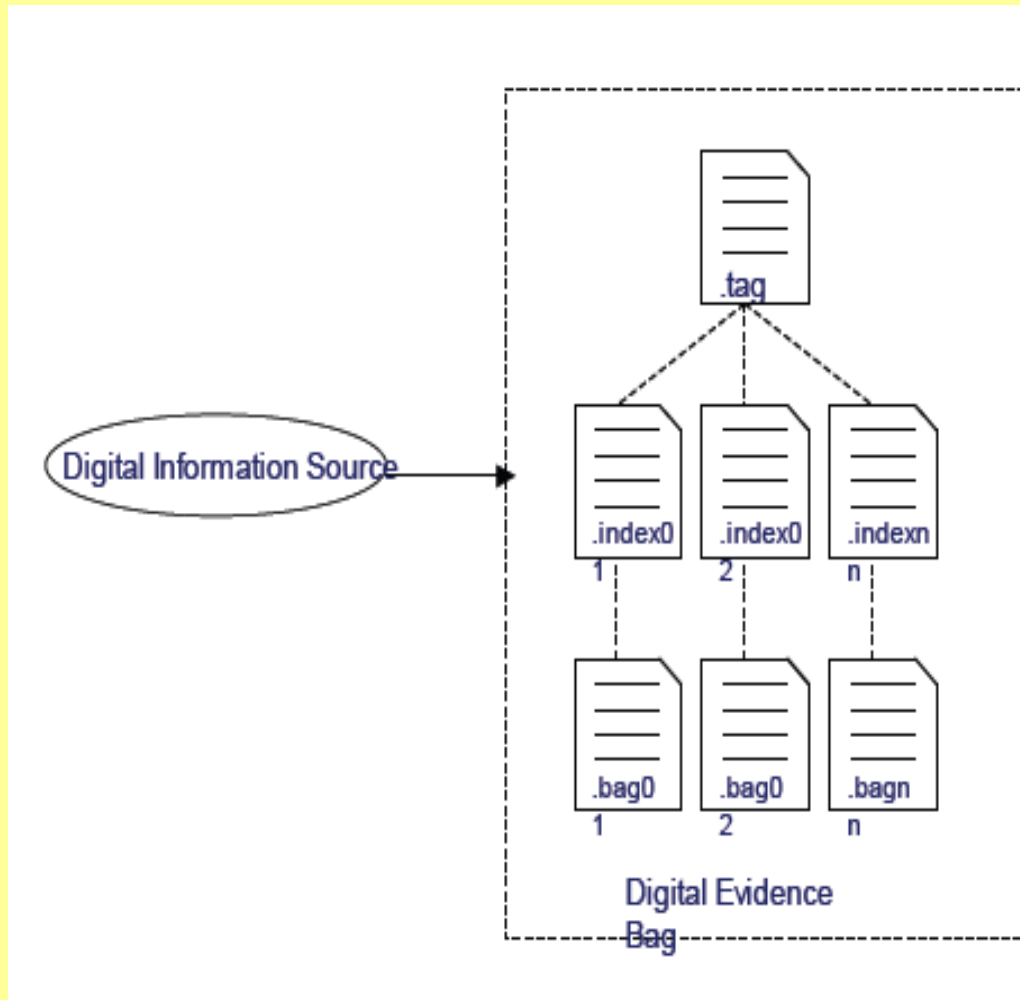 .tag
Digital Information Source
.index0
1
.index0
2
.indexn
n
.bag0
1
.bag0
2
.bagn
n
Digital Evidence
Bag